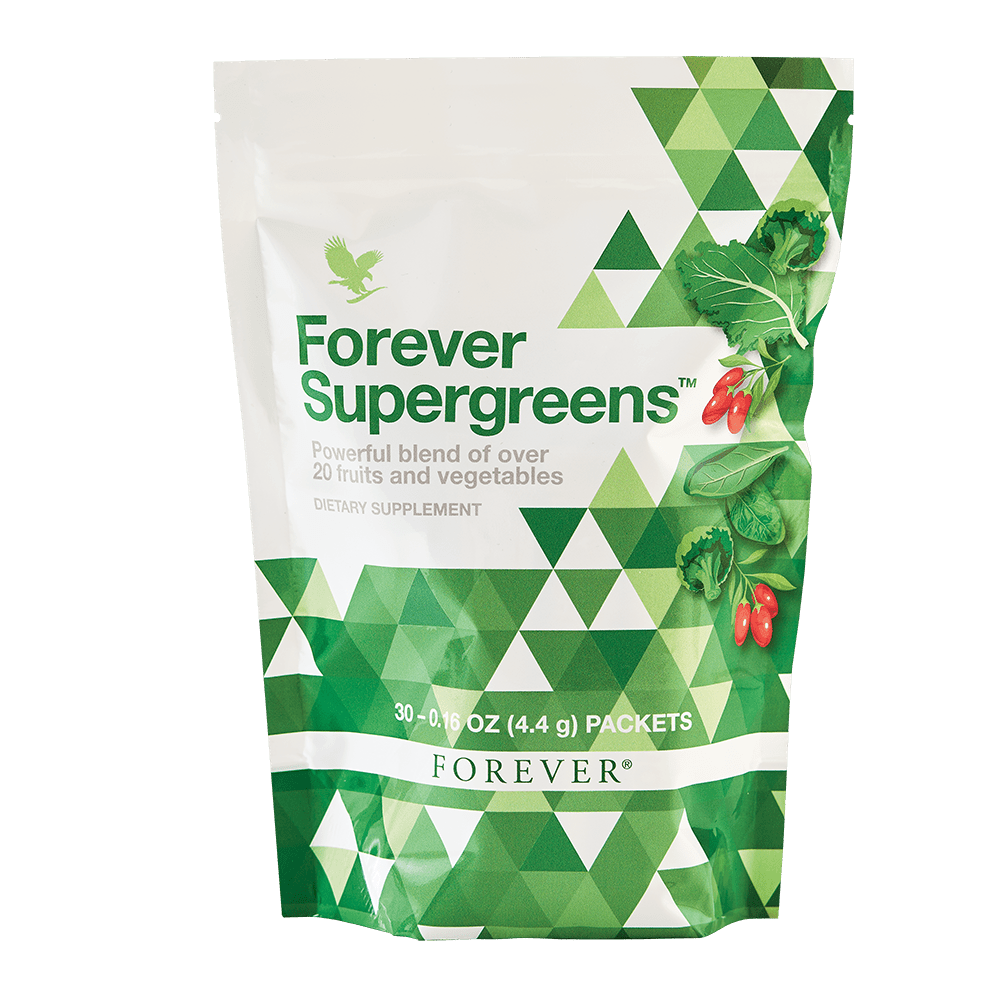 Forever
Supergreens™
Powerful blend of over
20 fruits and vegetables
DIETARY SUPPLEMENT
30 – 0.16 OZ (4.4 g) PACKETS
FOREVER®